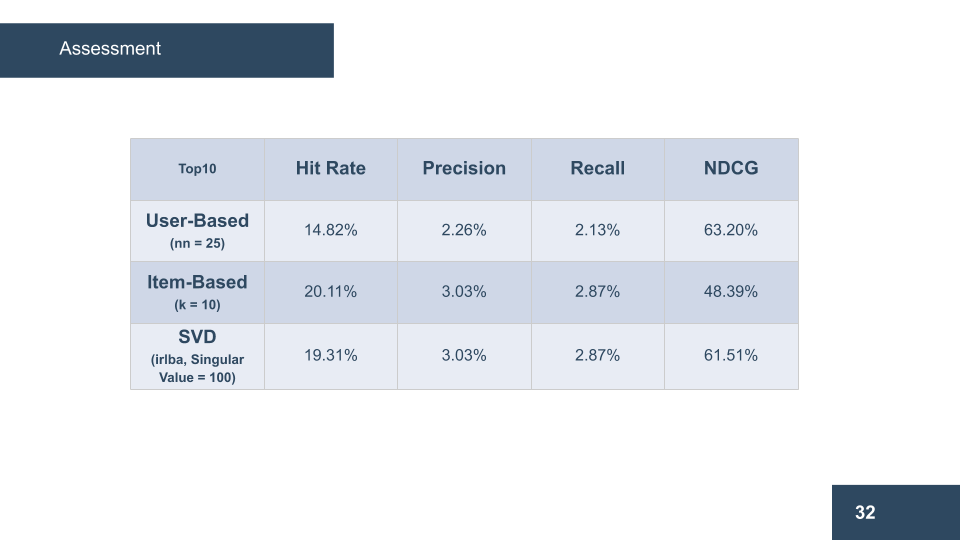 Assessment
Top10 Hit Rate Precision Recall NDCG
User-Based
(nn = 25)
14.82% 2.26% 2.13% 63.20%
Item-Based
(k = 10)
20.11% 3.03% 2.87% 48.39%
SVD
(irlba, Singular
Value = 100)
19.31% 3.03% 2.87% 61.51%
32